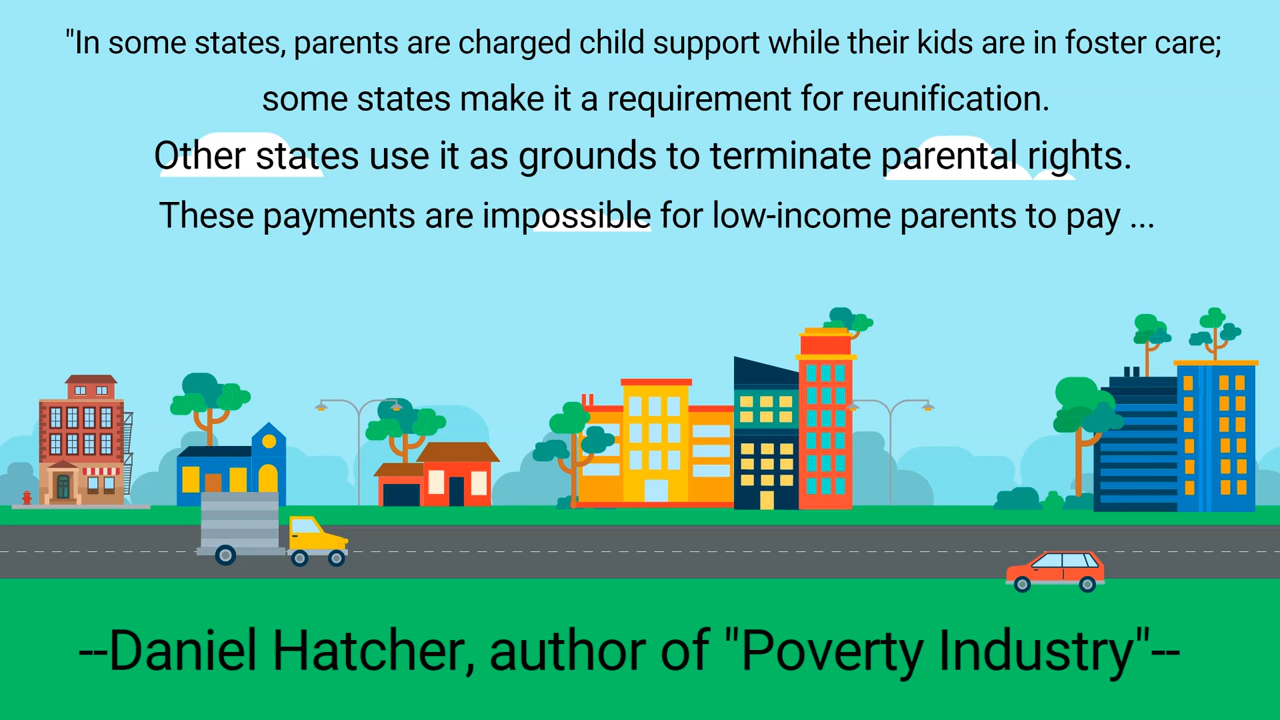 "In some states, parents are charged child support while their kids are in foster care;
some states make it a requirement for reunification.
Other states use it as grounds to terminate parental rights.
These payments are impossible for low-income parents to pay ...
--Daniel Hatcher, author of "Poverty Industry"--